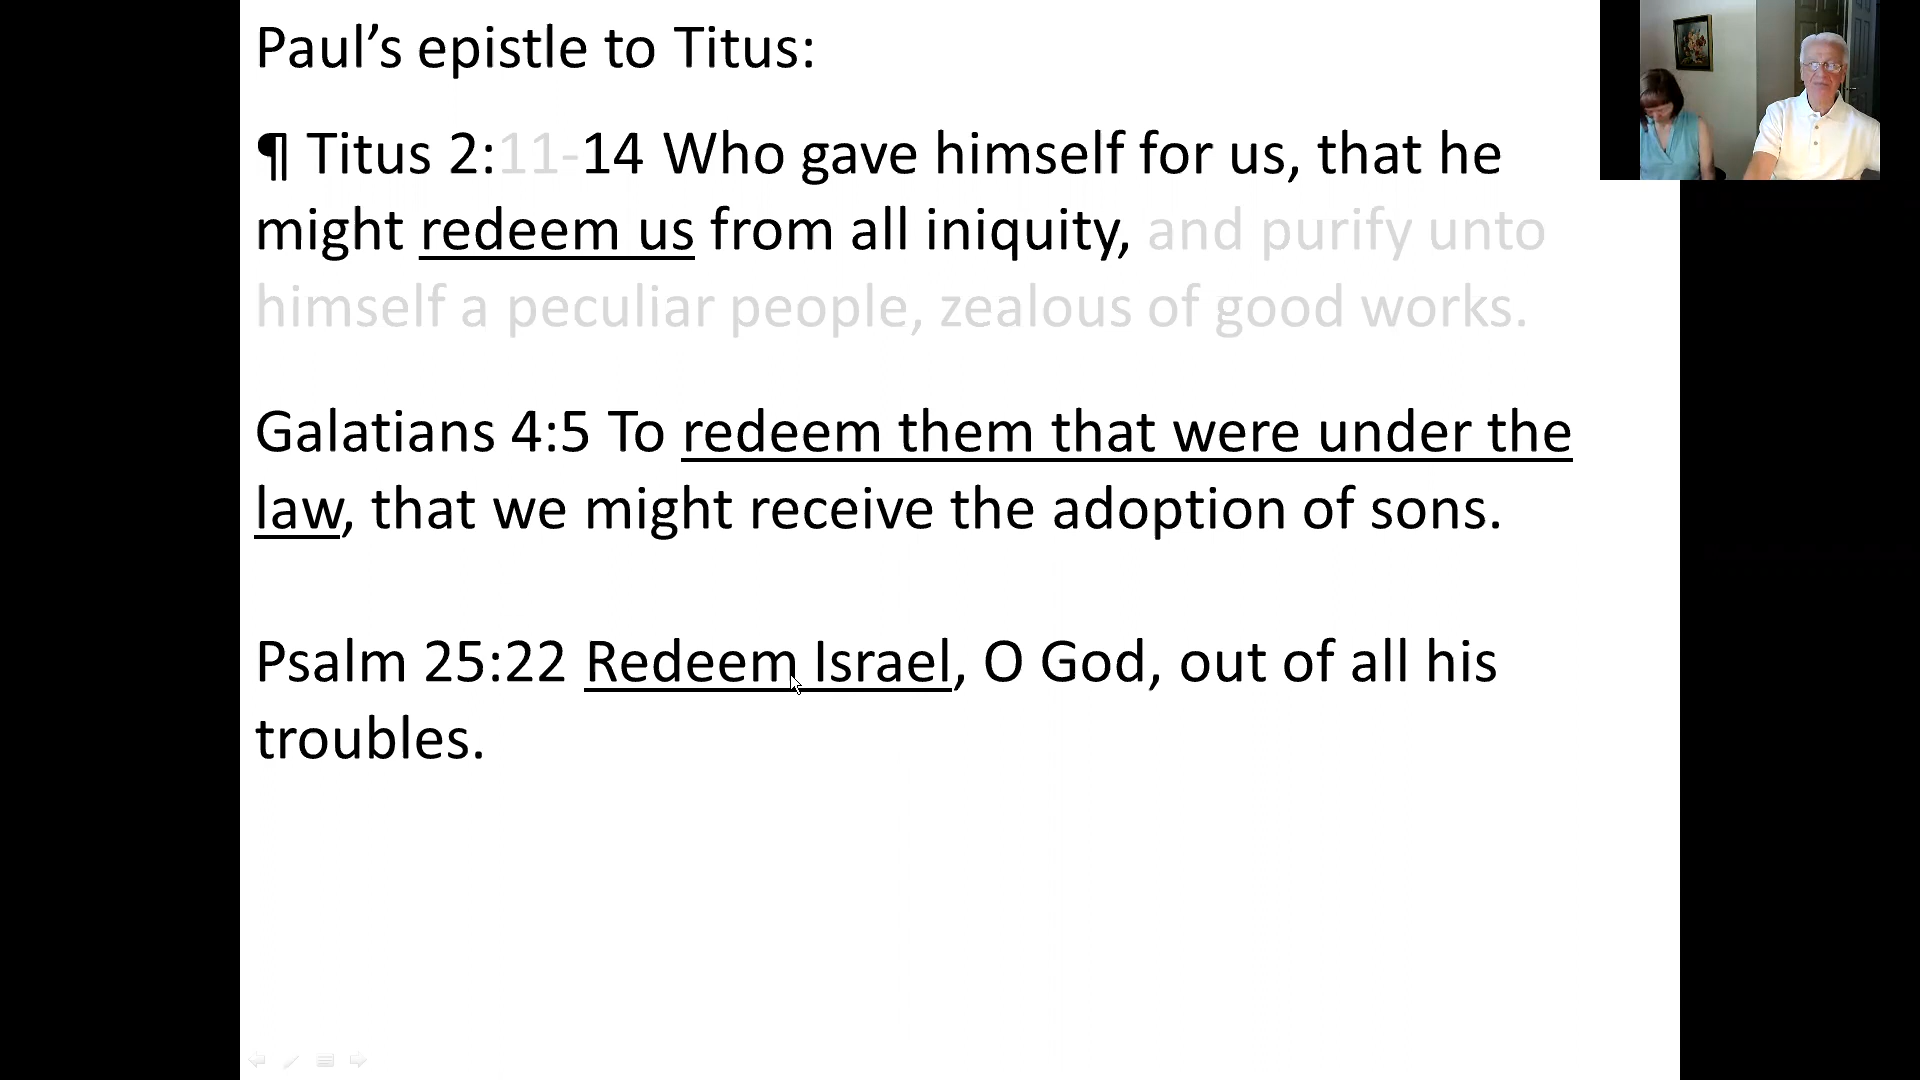 Paul’s epistle to Titus:
¶ Titus 2:11-14 Who gave himself for us, that he
might redeem us from all iniquity, and purify unto
himself a peculiar people, zealous of good works.
Galatians 4:5 To redeem them that were under the
law, that we might receive the adoption of sons.
Psalm 25:22 Redeem Israel, O God, out of all his
troubles.